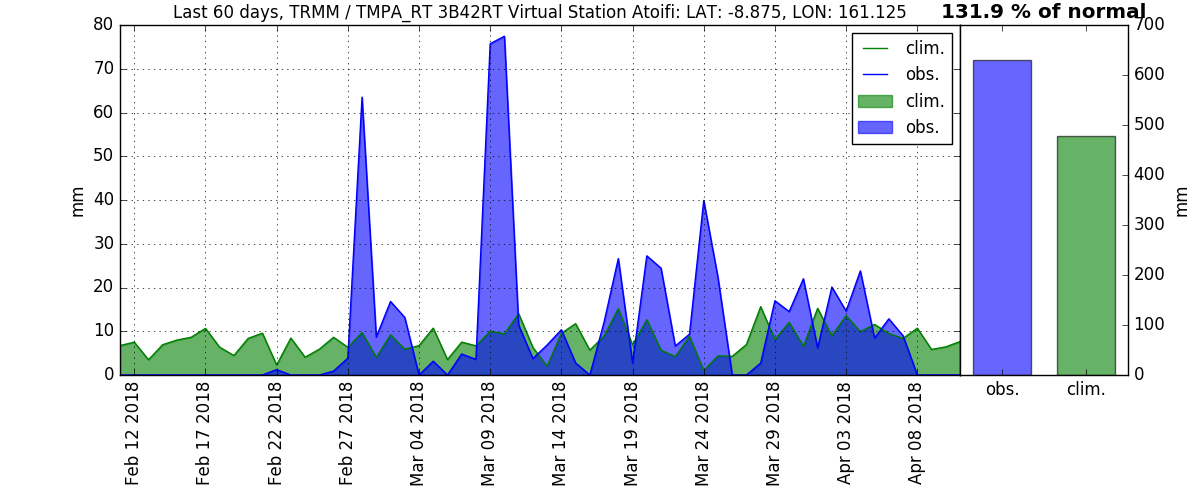 Last 60 days, TRMM / TMPA_RT 3B42RT Virtual Station Atoifi: LAT: -8.875, LON: 161.125
131.9 % of normal
80
70
60
50
40
30
20
10
0
mm
clim.
obs.
clim.
obs.
Feb 12 2018
Feb 17 2018
Feb 22 2018
Feb 27 2018
Mar 04 2018
Mar 09 2018
Mar 14 2018
Mar 19 2018
Mar 24 2018
Mar 29 2018
Apr 03 2018
Apr 08 2018
700
600
500
400
300
200
100
0
mm
obs.
clim.